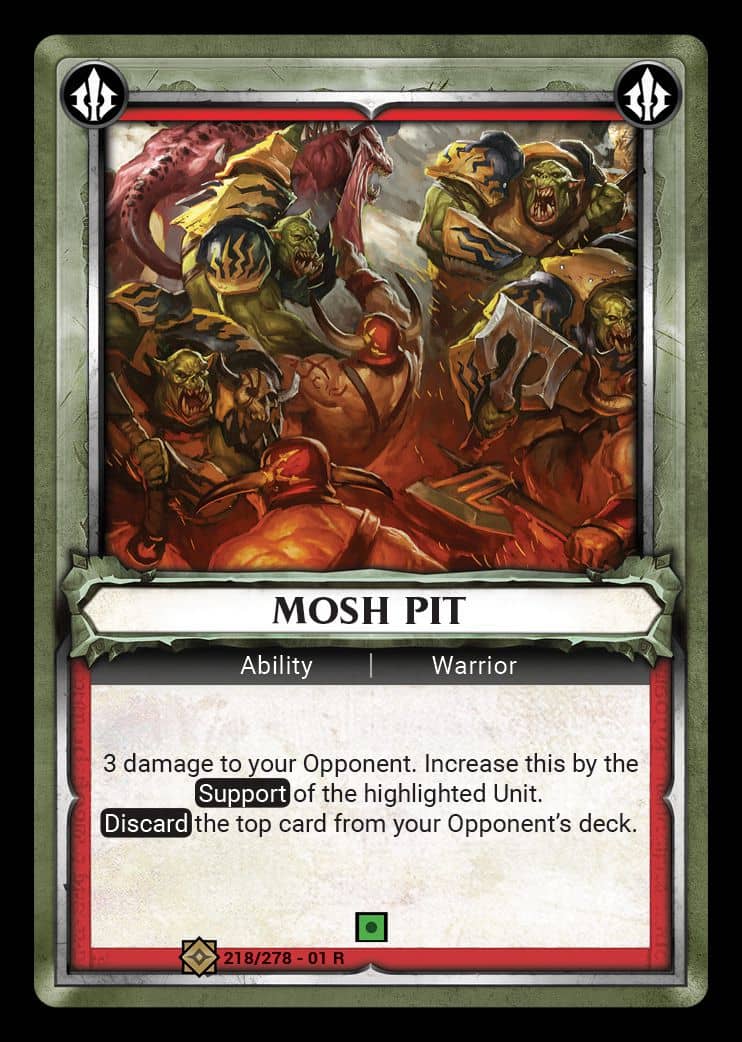 MOSH PIT
Ability | Warrior
3 damage to your Opponent. Increase this by the
Support of the highlighted Unit.
Discard the top card from your Opponent’s deck.
218/278 - 01 R